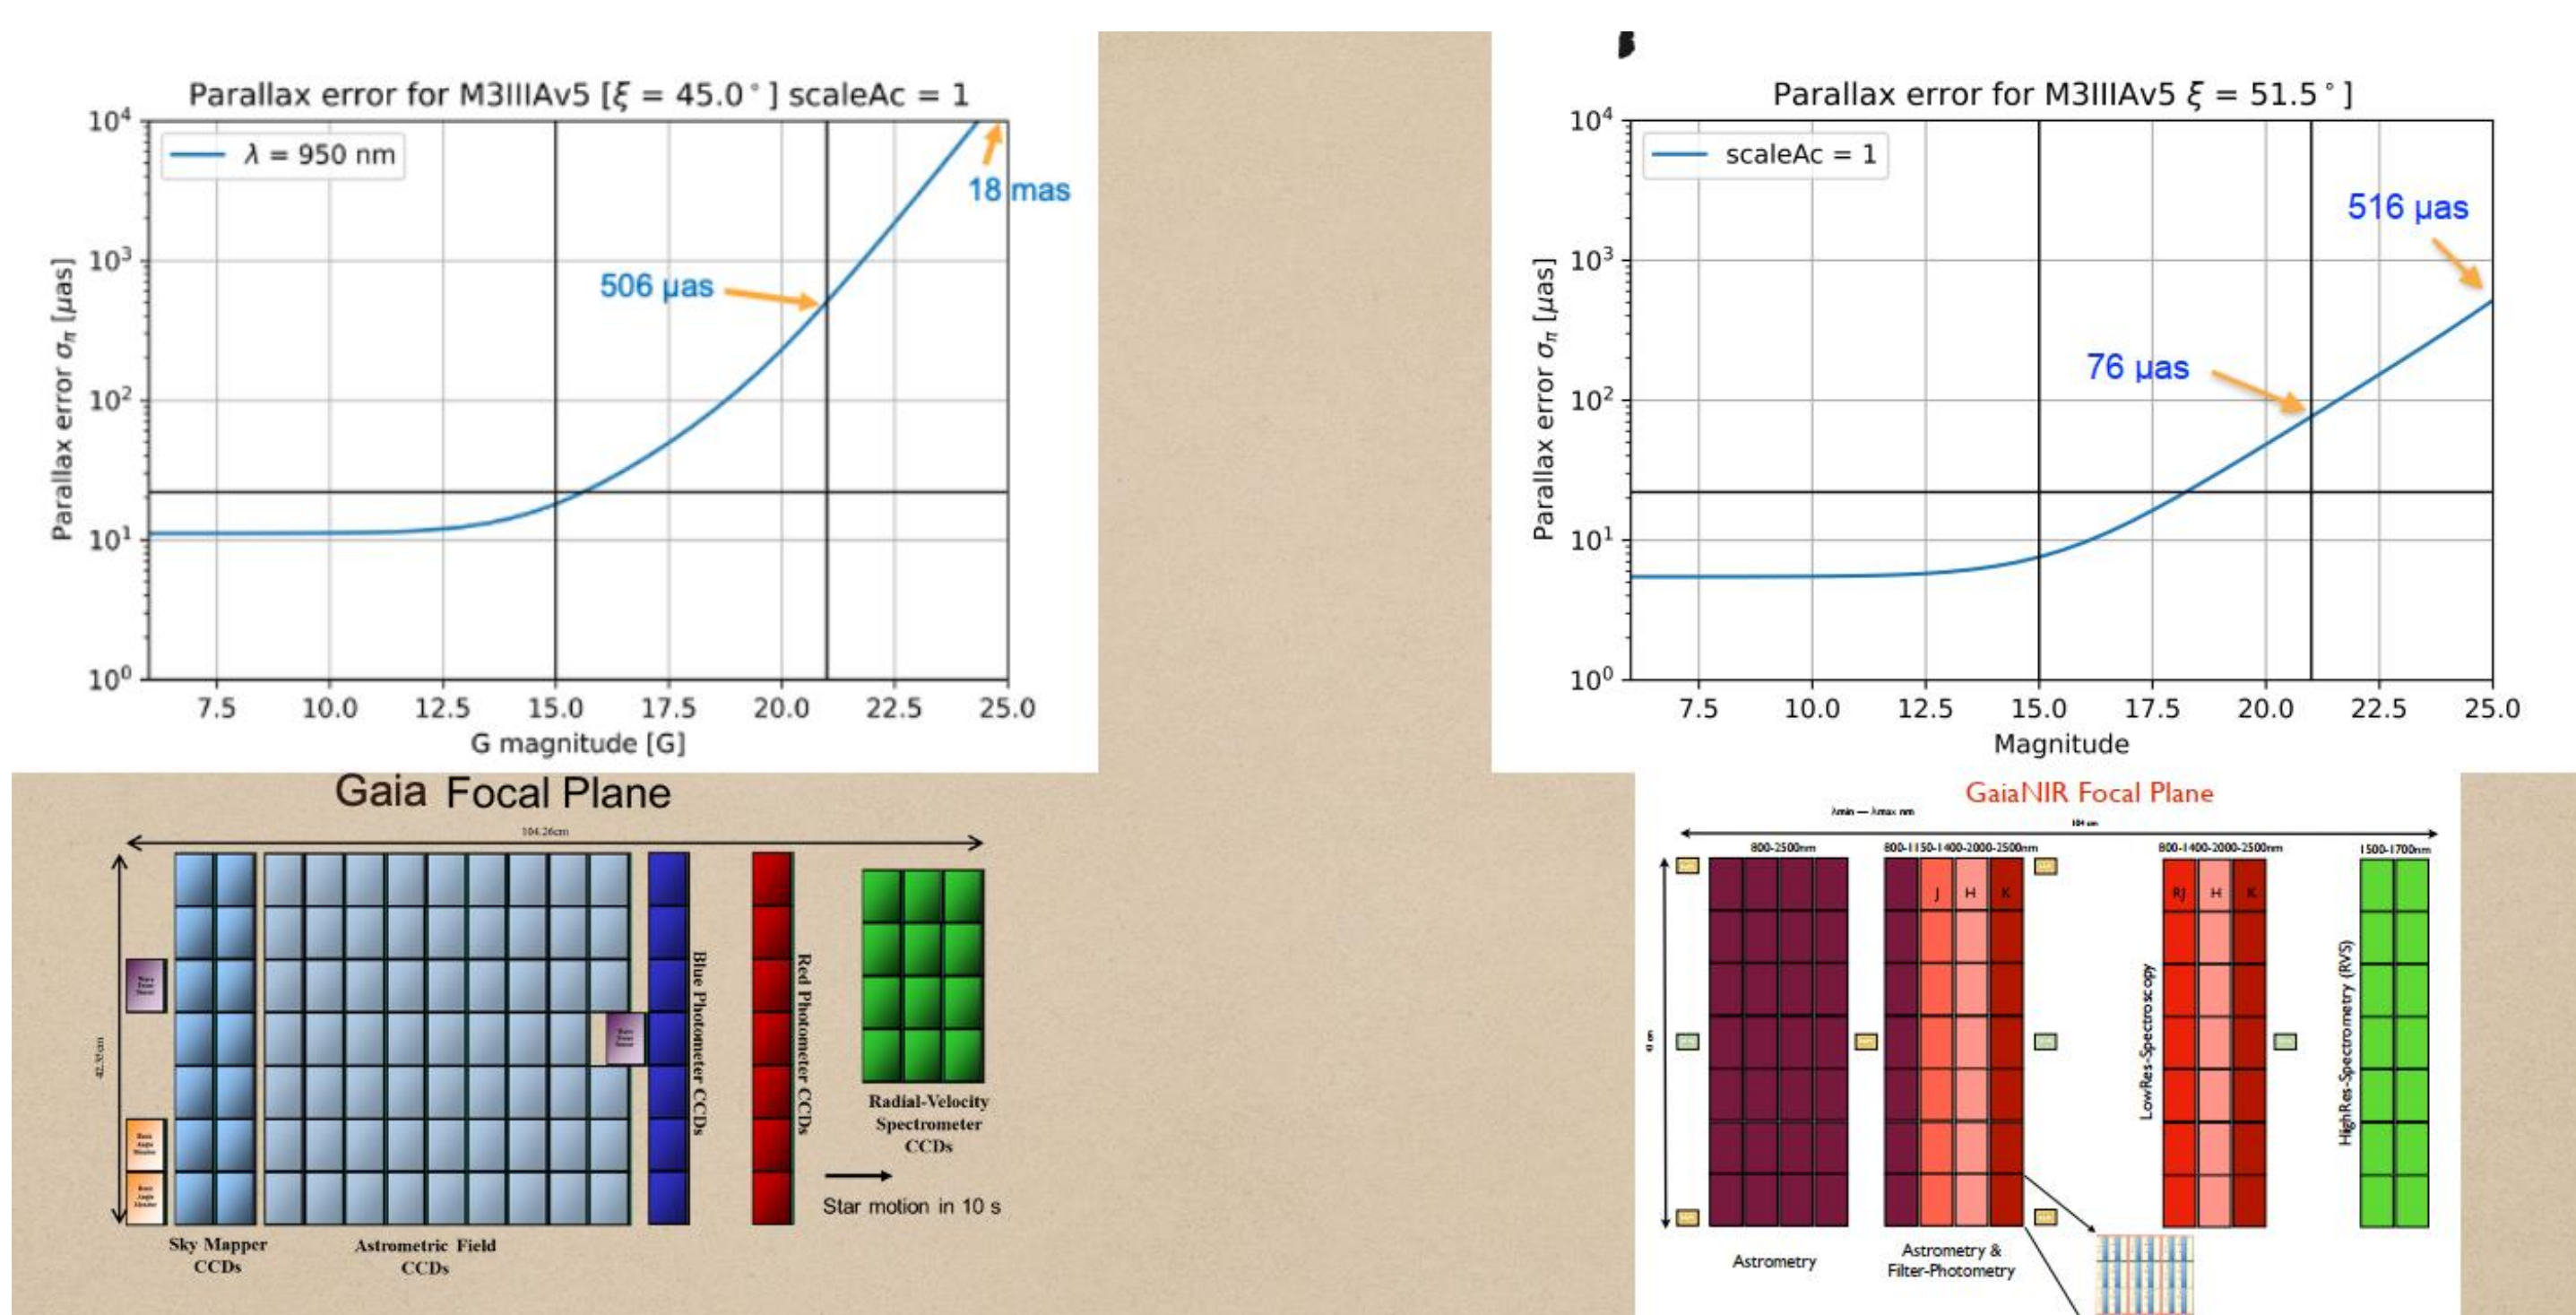 Parallax error for M3IIIAv5 [ξ = 45.0°] scaleAc = 1
λ = 950 nm
18 mas
506 μas
Parallax error σπ [μas]
10⁴
10³
10²
10¹
10⁰
7.5 10.0 12.5 15.0 17.5 20.0 22.5 25.0
G magnitude [G]
Parallax error for M3IIIAv5 ξ = 51.5°]
scaleAc = 1
516 μas
76 μas
Parallax error σπ [μas]
10⁴
10³
10²
10¹
10⁰
7.5 10.0 12.5 15.0 17.5 20.0 22.5 25.0
Magnitude
Gaia Focal Plane
104.26cm
Blue Photometer CCDs
Red Photometer CCDs
Radial-Velocity
Spectrometer
CCDs
Star motion in 10 s
Sky Mapper
CCDs
Astrometric Field
CCDs
GaiaNIR Focal Plane
λmin — λmax nm
104 cm
800-2500nm
800-1150-1400-2000-2500nm
800-1400-2000-2500nm
1500-1700nm
J H K
RJ H K
LowRes-Spectroscopy
HighRes-Spectrometry (RVS)
Astrometry
Astrometry &
Filter-Photometry